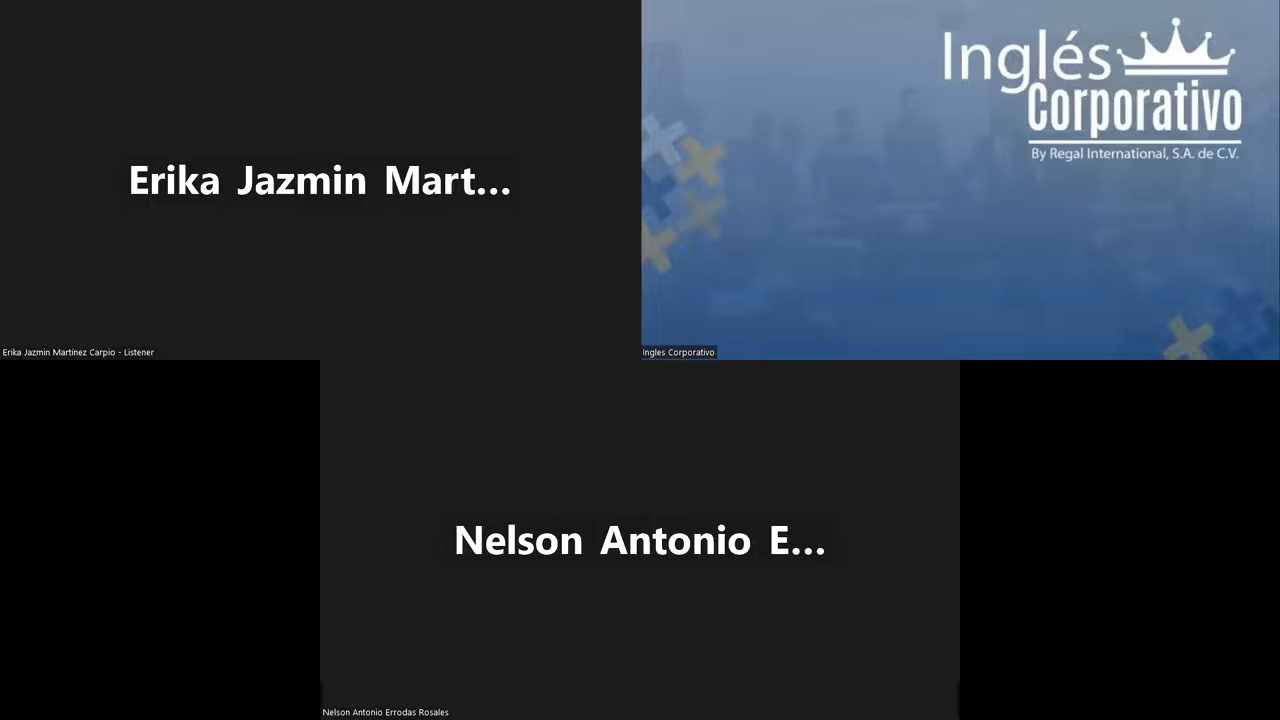 Erika Jazmin Mart...
Erika Jazmin Martínez Carpio - Listener
Inglés
Corporativo
By Regal International, S.A. de C.V.
Ingles Corporativo
Nelson Antonio E...
Nelson Antonio Errodas Rosales